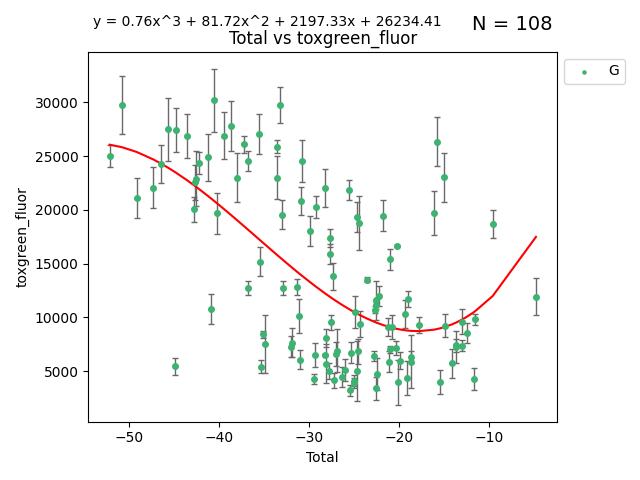 y = 0.76x^3 + 81.72x^2 + 2197.33x + 26234.41
N = 108
Total vs toxgreen_fluor
G
30000
25000
20000
15000
10000
5000
toxgreen_fluor
−50 −40 −30 −20 −10
Total